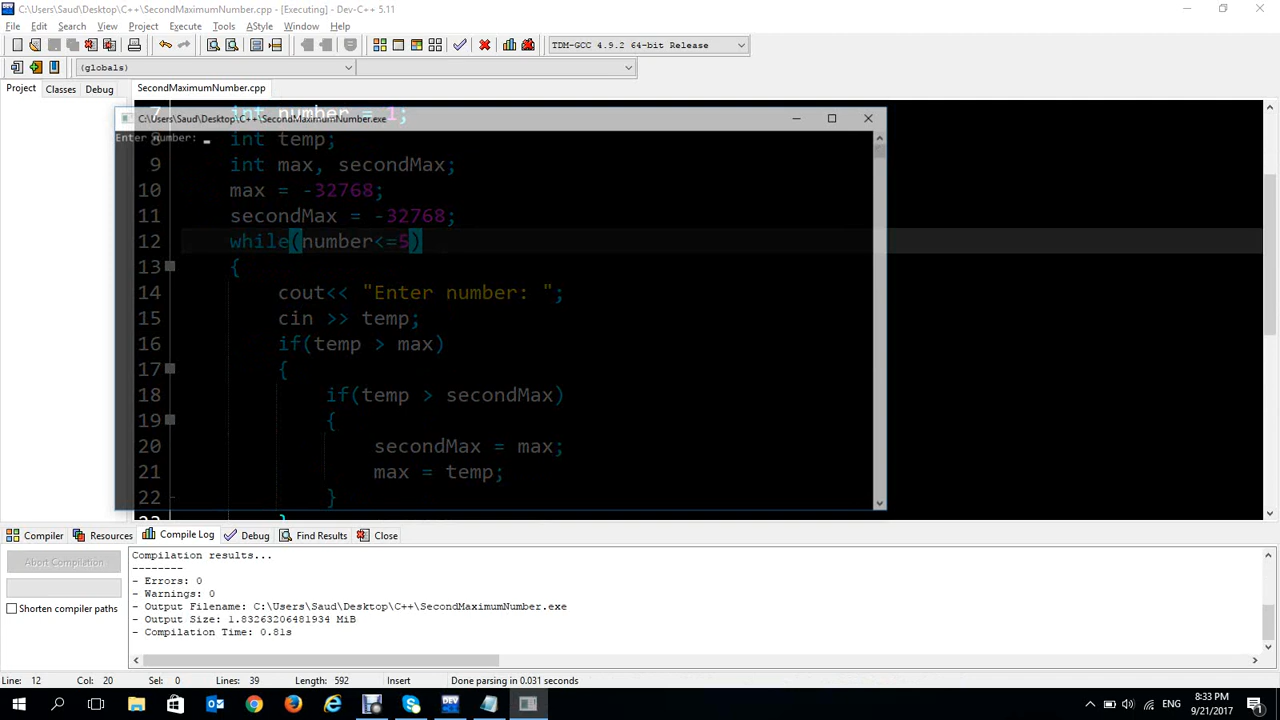 C:\Users\Saud\Desktop\C++\SecondMaximumNumber.cpp - [Executing] - Dev-C++ 5.11
File Edit Search View Project Execute Tools AStyle Window Help
TDM-GCC 4.9.2 64-bit Release
(globals)
Project Classes Debug SecondMaximumNumber.cpp
7 int number = 1;
C:\Users\Saud\Desktop\C++\SecondMaximumNumber.exe
Enter number:
8 int temp;
9 int max, secondMax;
10 max = -32768;
11 secondMax = -32768;
12 while(number<=5)
13 {
14 cout<< "Enter number: ";
15 cin >> temp;
16 if(temp > max)
17 {
18 if(temp > secondMax)
19 {
20 secondMax = max;
21 max = temp;
22 }
23 }
Compiler Resources Compile Log Debug Find Results Close
Abort Compilation
Shorten compiler paths
Compilation results...
--------
- Errors: 0
- Warnings: 0
- Output Filename: C:\Users\Saud\Desktop\C++\SecondMaximumNumber.exe
- Output Size: 1.83263206481934 MiB
- Compilation Time: 0.81s
Line: 12 Col: 20 Sel: 0 Lines: 39 Length: 592 Insert Done parsing in 0.031 seconds
DEV
ENG
8:33 PM
9/21/2017
1